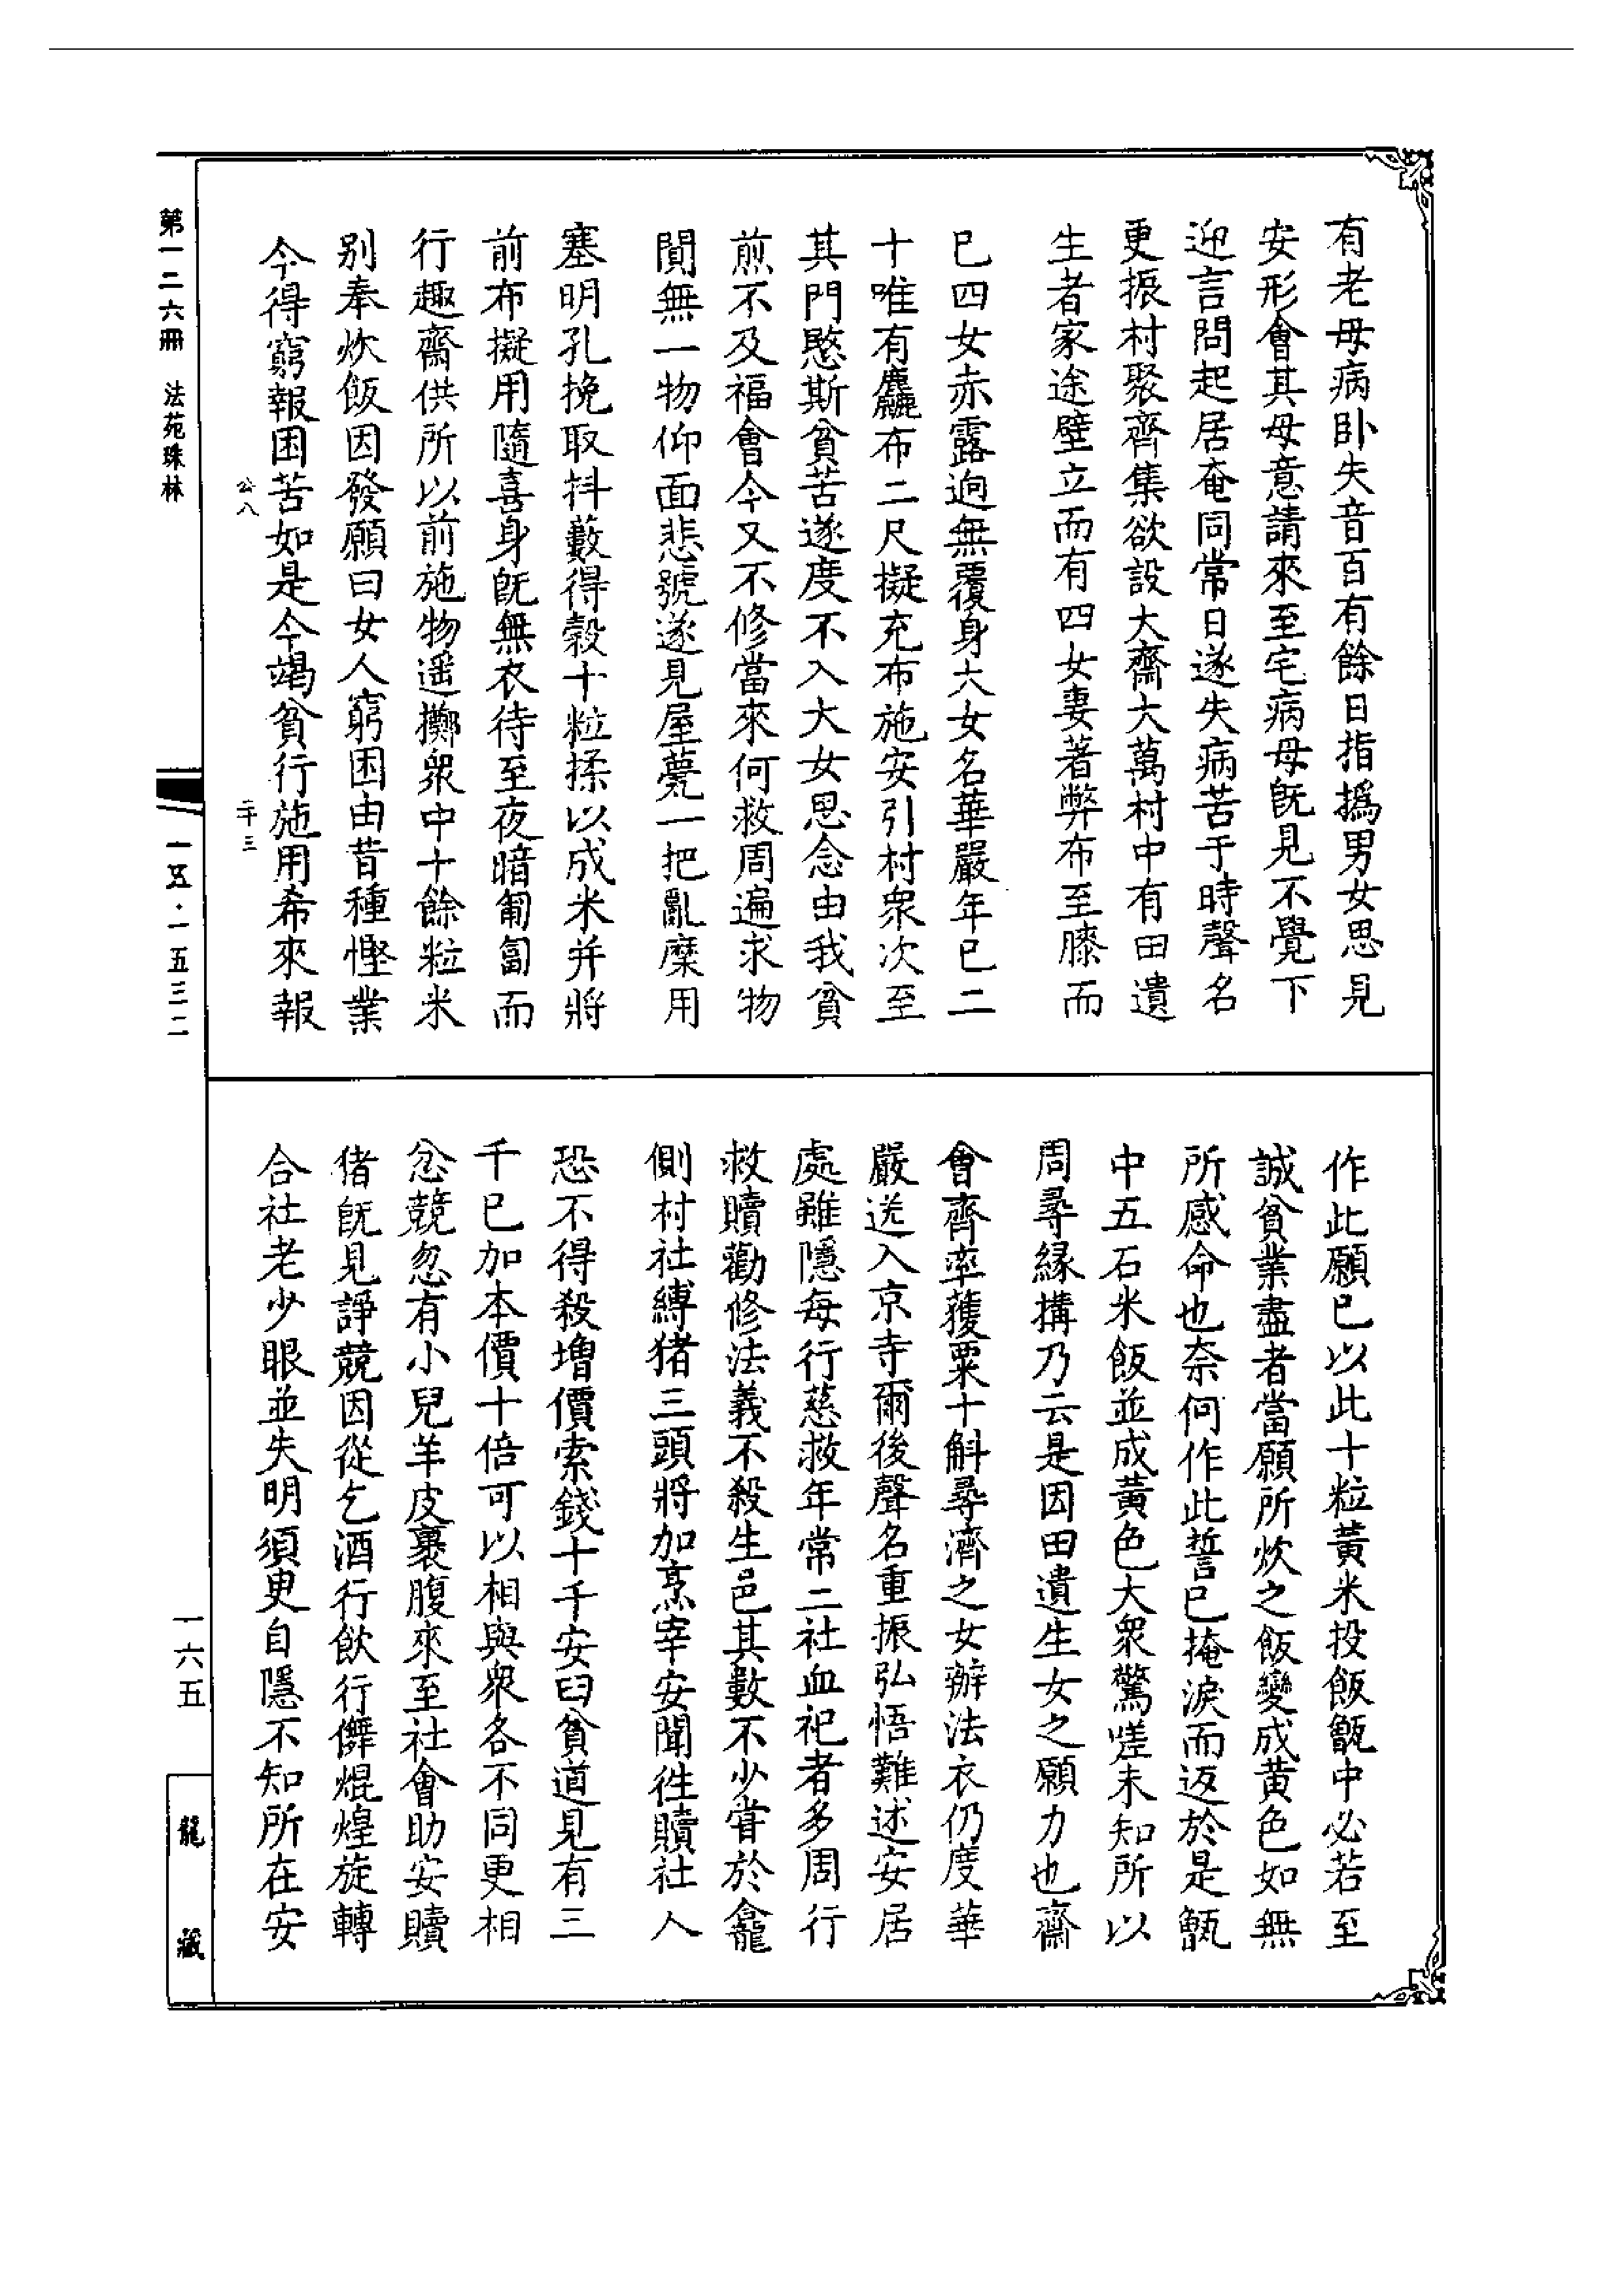 有老母病卧失音百有餘日指撝男女思見
安形會其母意請來至宅病母既見不覺下
迎言問起居奄同常日遂失病苦于時聲名
更振村聚齊集欲設大齋大萬村中有田遺
生者家途壁立而有四女妻著弊布至膝而
已四女赤露迥無覆身大女名華嚴年已二
十唯有麤布二尺擬充布施安引村衆次至
其門愍斯貧苦遂度不入大女思念由我貧
煎不及福會今又不修當來何救周遍求物
閴無一物仰面悲號遂見屋甍一把亂穈用
塞明孔挽取抖藪得穀十粒揉以成米并將
前布擬用隨喜身既無衣待至夜暗匍匐而
行趣齋供所以前施物遥擲衆中十餘粒米
别奉炊飯因發願曰女人窮困由昔種慳業
今得窮報困苦如是今竭貧行施用希來報
作此願已以此十粒黃米投飯甑中必若至
誠貧業盡者當願所炊之飯變成黃色如無
所感命也奈何作此誓已掩淚而返於是甑
中五石米飯並成黃色大衆驚嗟未知所以
周尋縁搆乃云是因田遺生女之願力也齋
會齊率獲粟十斛尋濟之女辦法衣仍度華
嚴送入京寺爾後聲名重振弘悟難述安居
處雖隱每行慈救年常二社血祀者多周行
救贖勸修法義不殺生邑其數不少嘗於龕
側村社縛猪三頭將加烹宰安聞徃贖社人
恐不得殺增價索錢十千安曰貧道見有三
千已加本價十倍可以相與衆各不同更相
忿競忽有小兒羊皮裹腹來至社會助安贖
猪既見諍競因從乞酒行飲行儛焜煌旋轉
合社老少眼並失明須臾自隱不知所在安
第一二六冊 法苑珠林
公八
二十三
一五·一五三二
一六五
龍藏